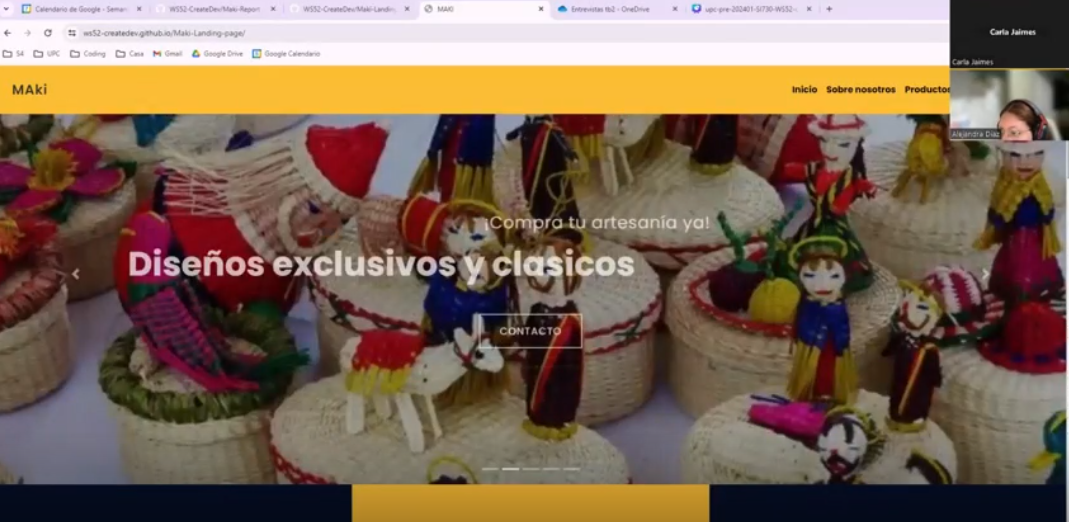 Calendario de Google - Seman
WS52-CreateDev/Maki-Report
WS52-CreateDev/Maki-Landing
MAKI
Entrevistas tb2 - OneDrive
upc-pre-202401-SI730-WS52-
ws52-createdev.github.io/Maki-Landing-page/
S4
UPC
Coding
Casa
Gmail
Google Drive
Google Calendario
Carla Jaimes
Carla Jaimes
Alejandra Diaz
MAki
Inicio Sobre nosotros Productos
¡Compra tu artesanía ya!
Diseños exclusivos y clasicos
CONTACTO